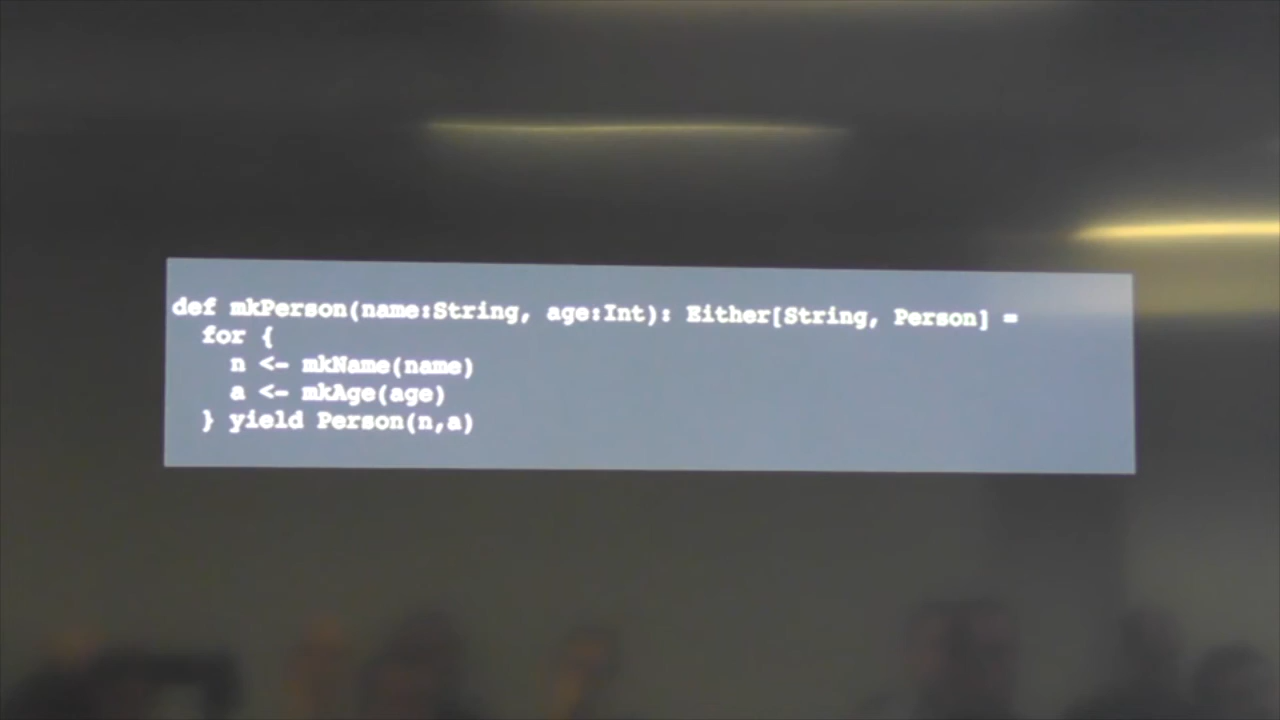 def mkPerson(name:String, age:Int): Either[String, Person] =
  for {
    n <- mkName(name)
    a <- mkAge(age)
  } yield Person(n,a)